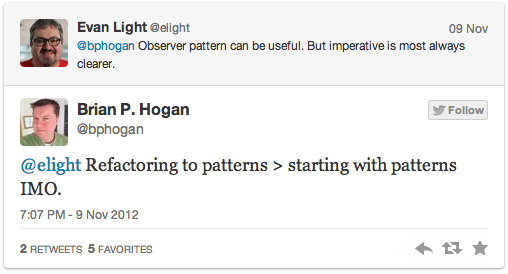 Evan Light @elight 09 Nov
@bphogan Observer pattern can be useful. But imperative is most always
clearer.
Brian P. Hogan
Follow
@bphogan
@elight Refactoring to patterns > starting with patterns
IMO.
7:07 PM - 9 Nov 2012
2 RETWEETS 5 FAVORITES